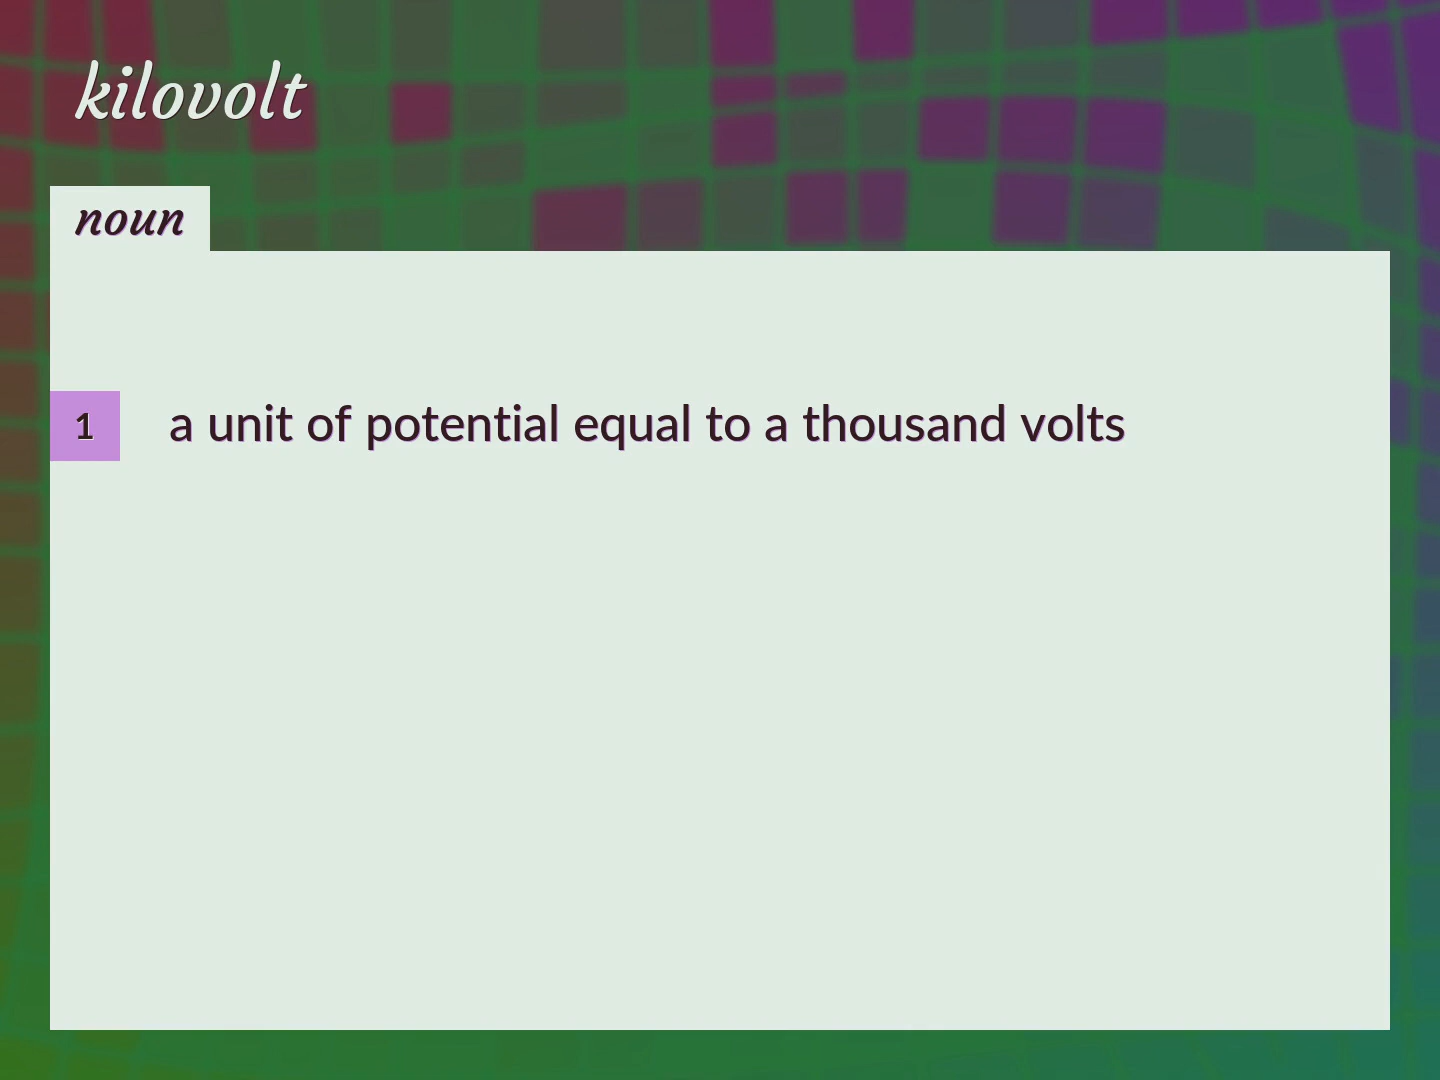 kilovolt
noun
1 a unit of potential equal to a thousand volts